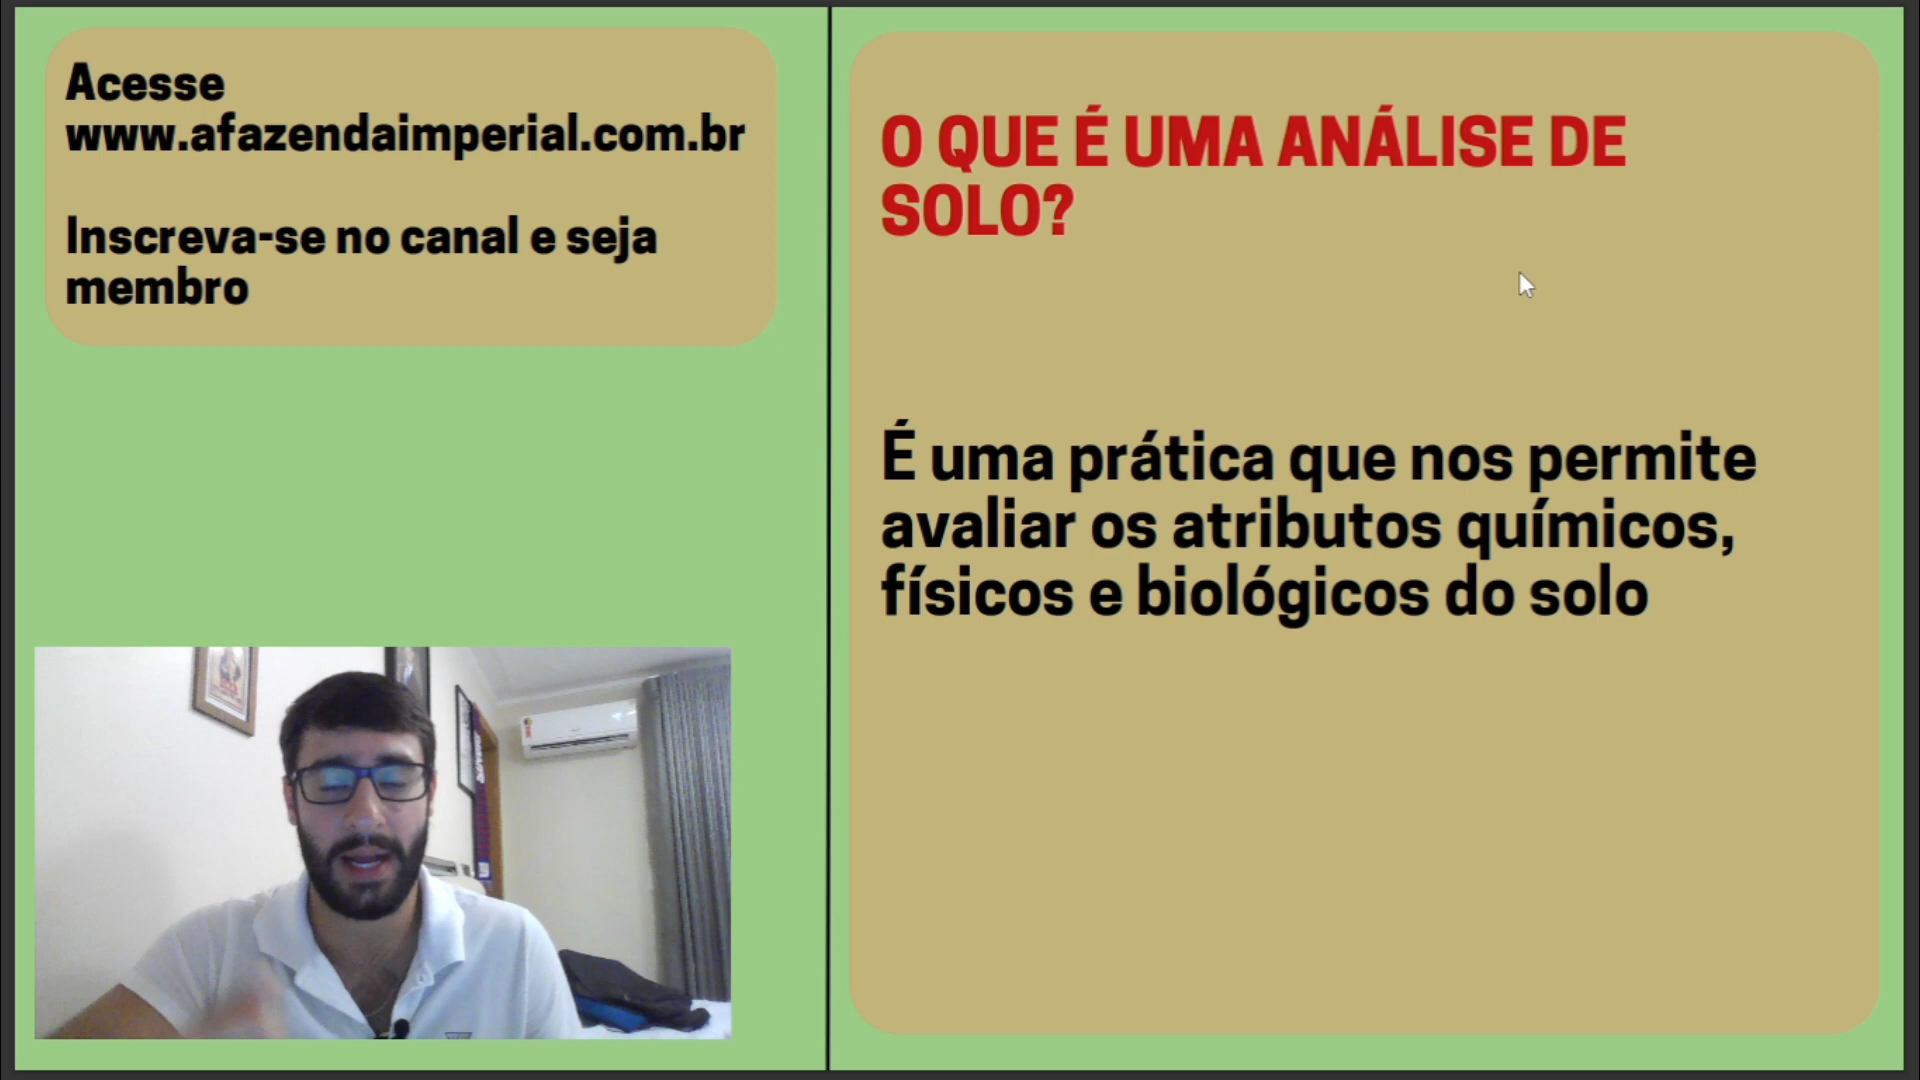 Acesse
www.afazendaimperial.com.br
Inscreva-se no canal e seja
membro
O QUE É UMA ANÁLISE DE
SOLO?
É uma prática que nos permite
avaliar os atributos químicos,
físicos e biológicos do solo